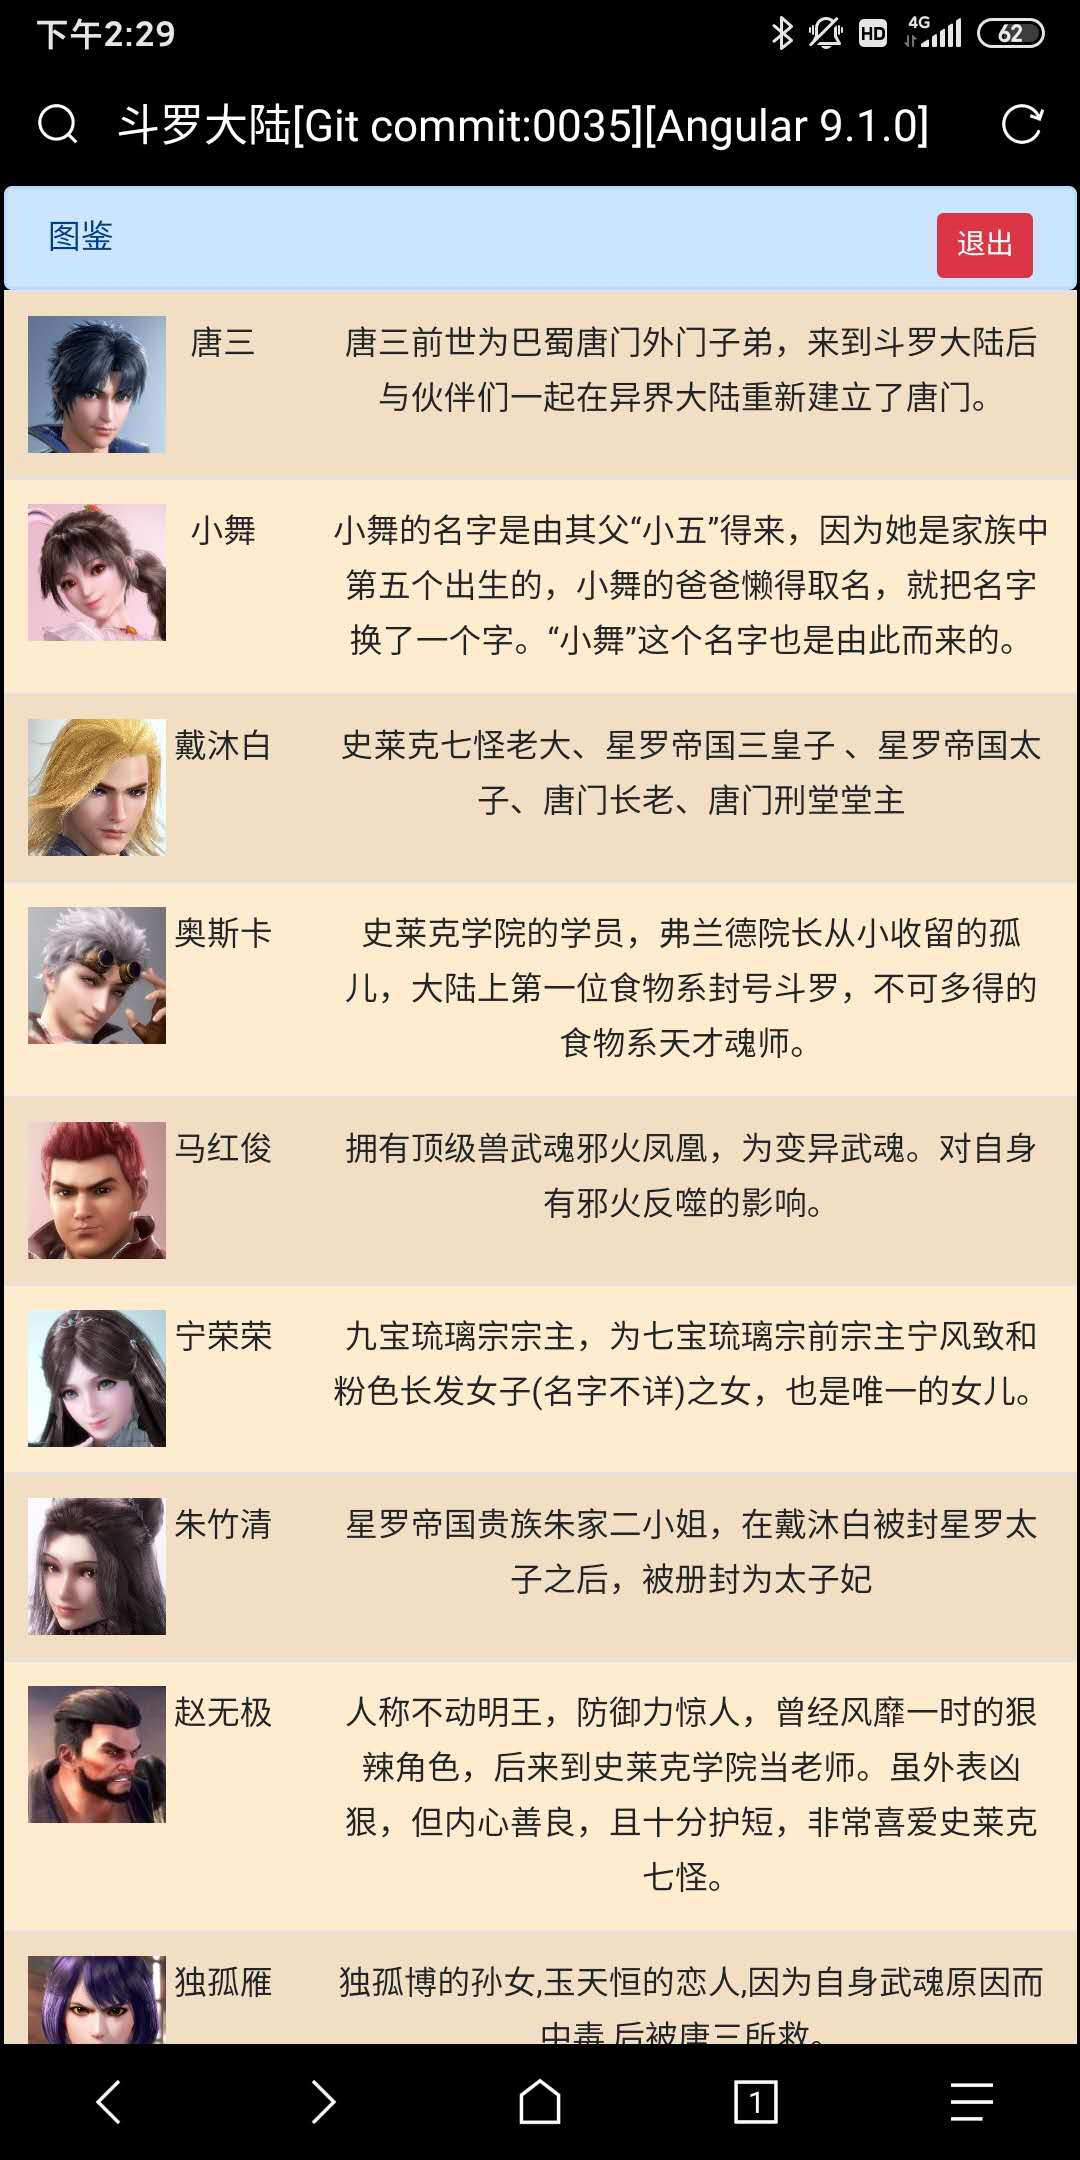 下午2:29
HD
4G
62
斗罗大陆[Git commit:0035][Angular 9.1.0]
图鉴
退出
唐三
唐三前世为巴蜀唐门外门子弟，来到斗罗大陆后
与伙伴们一起在异界大陆重新建立了唐门。
小舞
小舞的名字是由其父“小五”得来，因为她是家族中
第五个出生的，小舞的爸爸懒得取名，就把名字
换了一个字。“小舞”这个名字也是由此而来的。
戴沐白
史莱克七怪老大、星罗帝国三皇子 、星罗帝国太
子、唐门长老、唐门刑堂堂主
奥斯卡
史莱克学院的学员，弗兰德院长从小收留的孤
儿，大陆上第一位食物系封号斗罗，不可多得的
食物系天才魂师。
马红俊
拥有顶级兽武魂邪火凤凰，为变异武魂。对自身
有邪火反噬的影响。
宁荣荣
九宝琉璃宗宗主，为七宝琉璃宗前宗主宁风致和
粉色长发女子(名字不详)之女，也是唯一的女儿。
朱竹清
星罗帝国贵族朱家二小姐，在戴沐白被封星罗太
子之后，被册封为太子妃
赵无极
人称不动明王，防御力惊人，曾经风靡一时的狠
辣角色，后来到史莱克学院当老师。虽外表凶
狠，但内心善良，且十分护短，非常喜爱史莱克
七怪。
独孤雁
独孤博的孙女,玉天恒的恋人,因为自身武魂原因而
中毒 后被唐三所救。
1